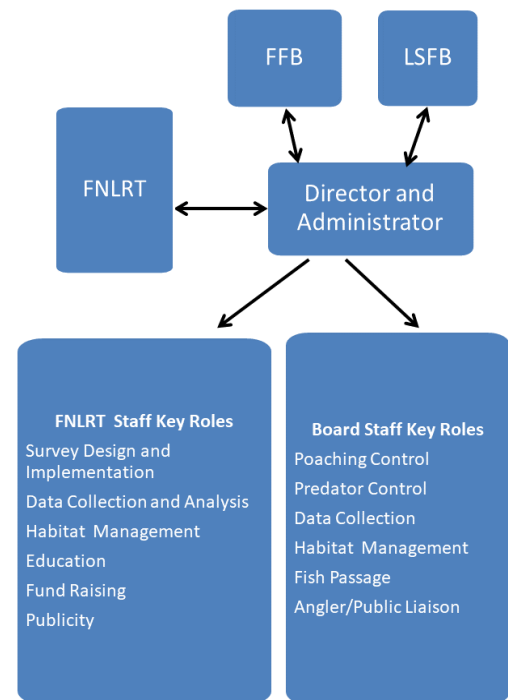 FFB
LSFB
FNLRT
Director and
Administrator
FNLRT Staff Key Roles
Survey Design and
Implementation
Data Collection and Analysis
Habitat Management
Education
Fund Raising
Publicity
Board Staff Key Roles
Poaching Control
Predator Control
Data Collection
Habitat Management
Fish Passage
Angler/Public Liaison